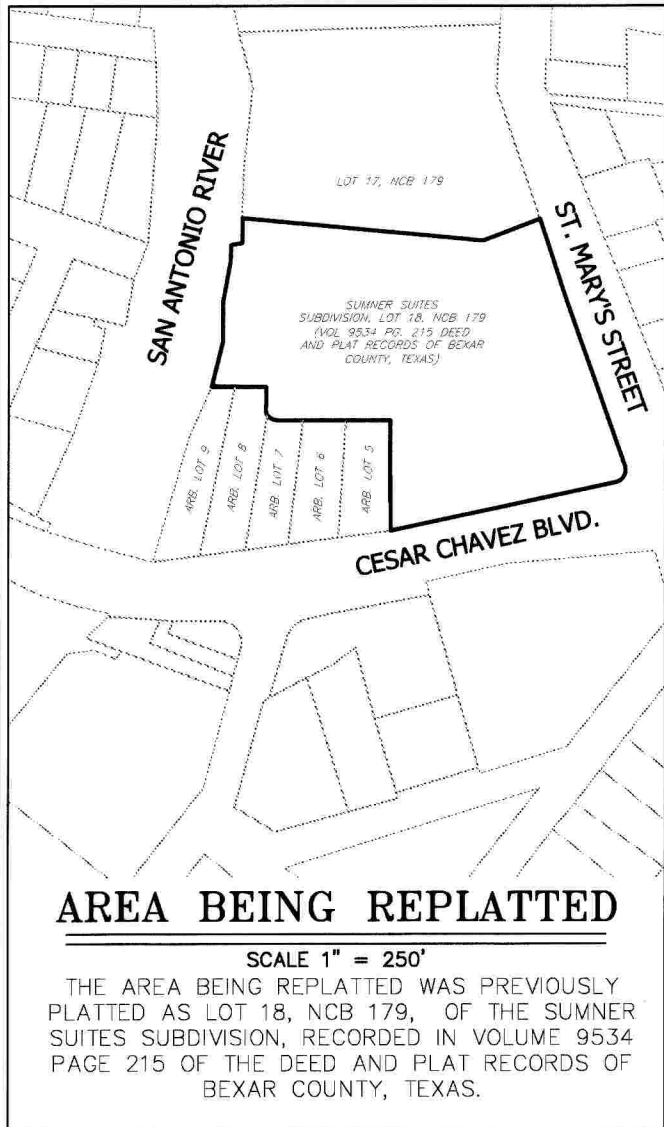 LOT 17, NCB 179
SAN ANTONIO RIVER
ST. MARY'S STREET
SUMNER SUITES
SUBDIVISION, LOT 18, NCB 179
(VOL 9534 PG. 215 DEED
AND PLAT RECORDS OF BEXAR
COUNTY, TEXAS)
ARB. LOT 9
ARB. LOT 8
ARB. LOT 7
ARB. LOT 6
ARB. LOT 5
CESAR CHAVEZ BLVD.
AREA BEING REPLATTED
SCALE 1" = 250'
THE AREA BEING REPLATTED WAS PREVIOUSLY
PLATTED AS LOT 18, NCB 179, OF THE SUMNER
SUITES SUBDIVISION, RECORDED IN VOLUME 9534
PAGE 215 OF THE DEED AND PLAT RECORDS OF
BEXAR COUNTY, TEXAS.